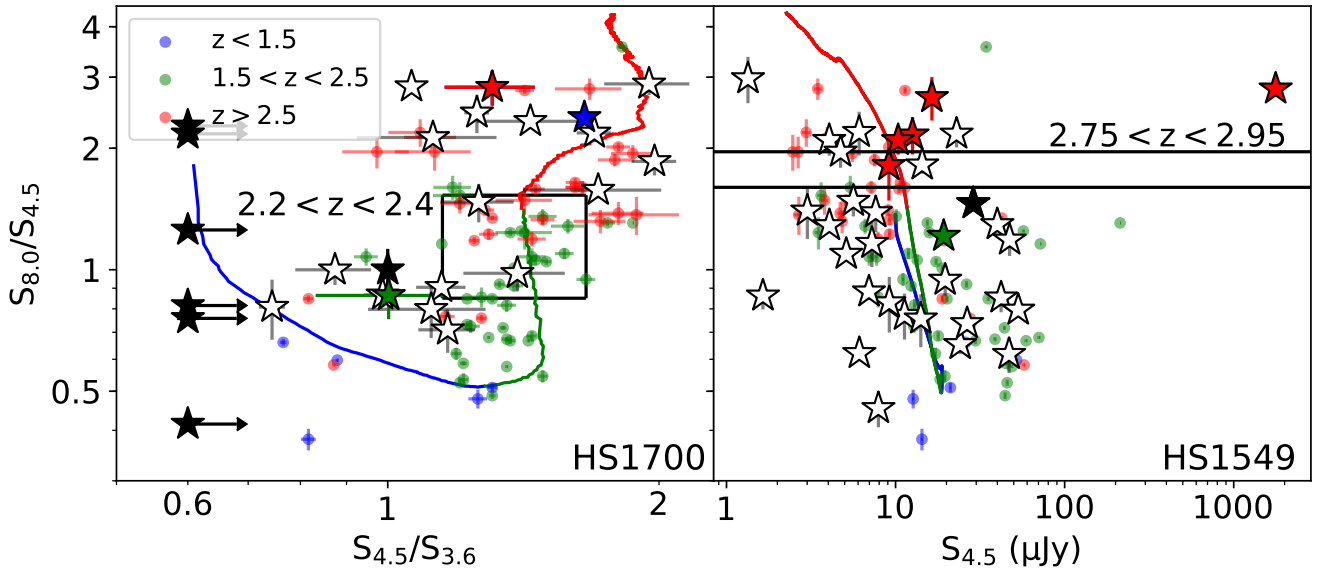 z < 1.5
1.5 < z < 2.5
z > 2.5
2.2 < z < 2.4
HS1700
2.75 < z < 2.95
HS1549
S8.0/S4.5
4
3
2
1
0.5
0.6
1
2
S4.5/S3.6
1
10
100
1000
S4.5 (μJy)